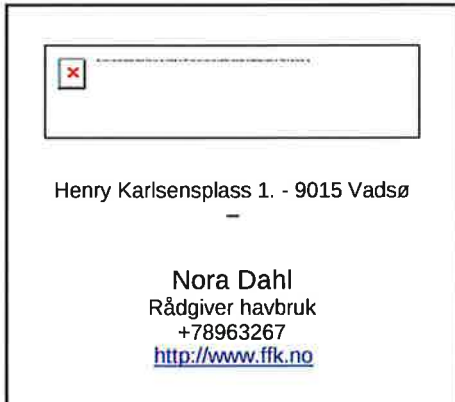 Henry Karlsensplass 1. - 9015 Vadsø
–
Nora Dahl
Rådgiver havbruk
+78963267
http://www.ffk.no